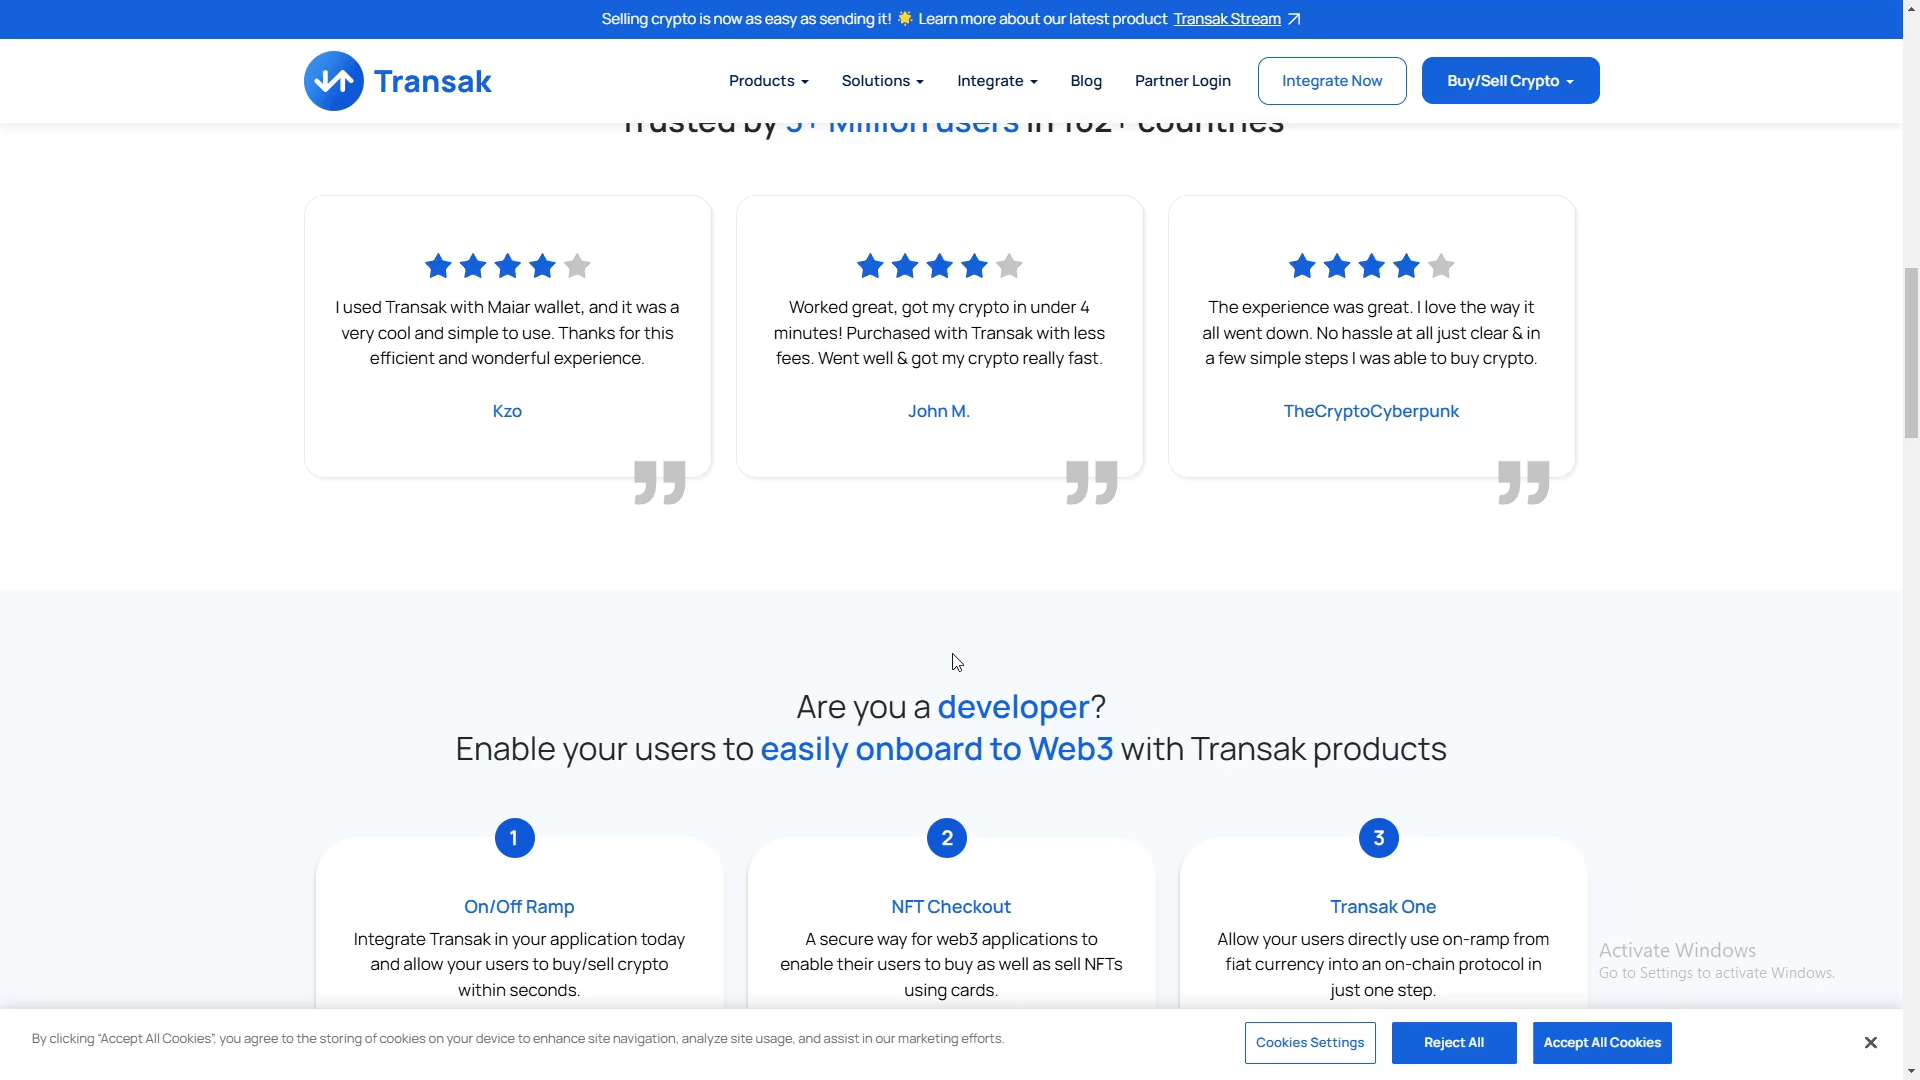 Selling crypto is now as easy as sending it! 🌟 Learn more about our latest product Transak Stream
Transak
Products
Solutions
Integrate
Blog
Partner Login
Integrate Now
Buy/Sell Crypto
Trusted by 5+ Million users in 162+ countries
I used Transak with Maiar wallet, and it was a
very cool and simple to use. Thanks for this
efficient and wonderful experience.
Kzo
Worked great, got my crypto in under 4
minutes! Purchased with Transak with less
fees. Went well & got my crypto really fast.
John M.
The experience was great. I love the way it
all went down. No hassle at all just clear & in
a few simple steps I was able to buy crypto.
TheCryptoCyberpunk
Are you a developer?
Enable your users to easily onboard to Web3 with Transak products
1
On/Off Ramp
Integrate Transak in your application today
and allow your users to buy/sell crypto
within seconds.
2
NFT Checkout
A secure way for web3 applications to
enable their users to buy as well as sell NFTs
using cards.
3
Transak One
Allow your users directly use on-ramp from
fiat currency into an on-chain protocol in
just one step.
Activate Windows
Go to Settings to activate Windows.
By clicking “Accept All Cookies”, you agree to the storing of cookies on your device to enhance site navigation, analyze site usage, and assist in our marketing efforts.
Cookies Settings
Reject All
Accept All Cookies